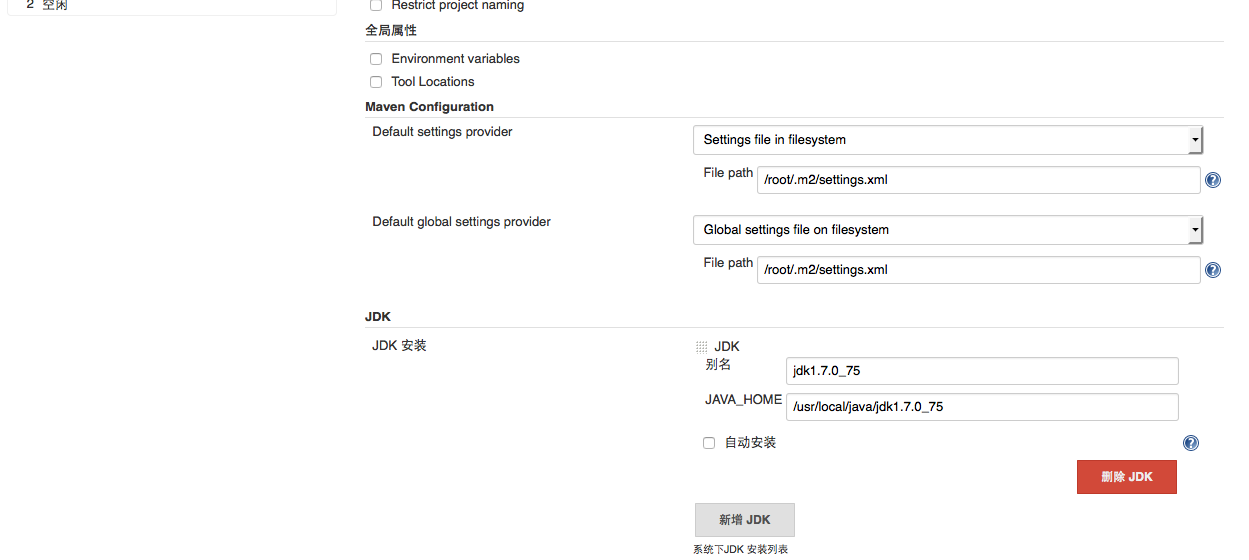 2 空闲
Restrict project naming
全局属性
Environment variables
Tool Locations
Maven Configuration
Default settings provider
Settings file in filesystem
File path
/root/.m2/settings.xml
Default global settings provider
Global settings file on filesystem
File path
/root/.m2/settings.xml
JDK
JDK 安装
JDK
别名
jdk1.7.0_75
JAVA_HOME
/usr/local/java/jdk1.7.0_75
自动安装
删除 JDK
新增 JDK
系统下JDK 安装列表